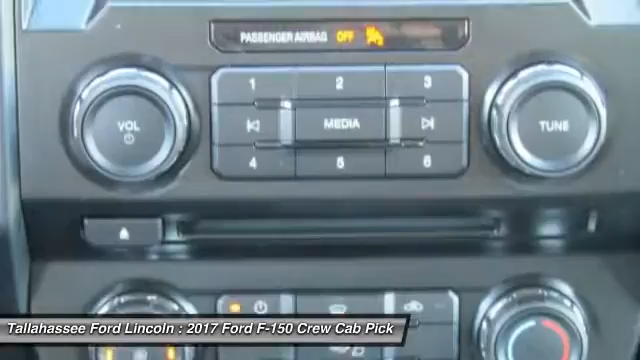 PASSENGER AIRBAG OFF
1 2 3
VOL MEDIA TUNE
4 5 6
Tallahassee Ford Lincoln : 2017 Ford F-150 Crew Cab Pick